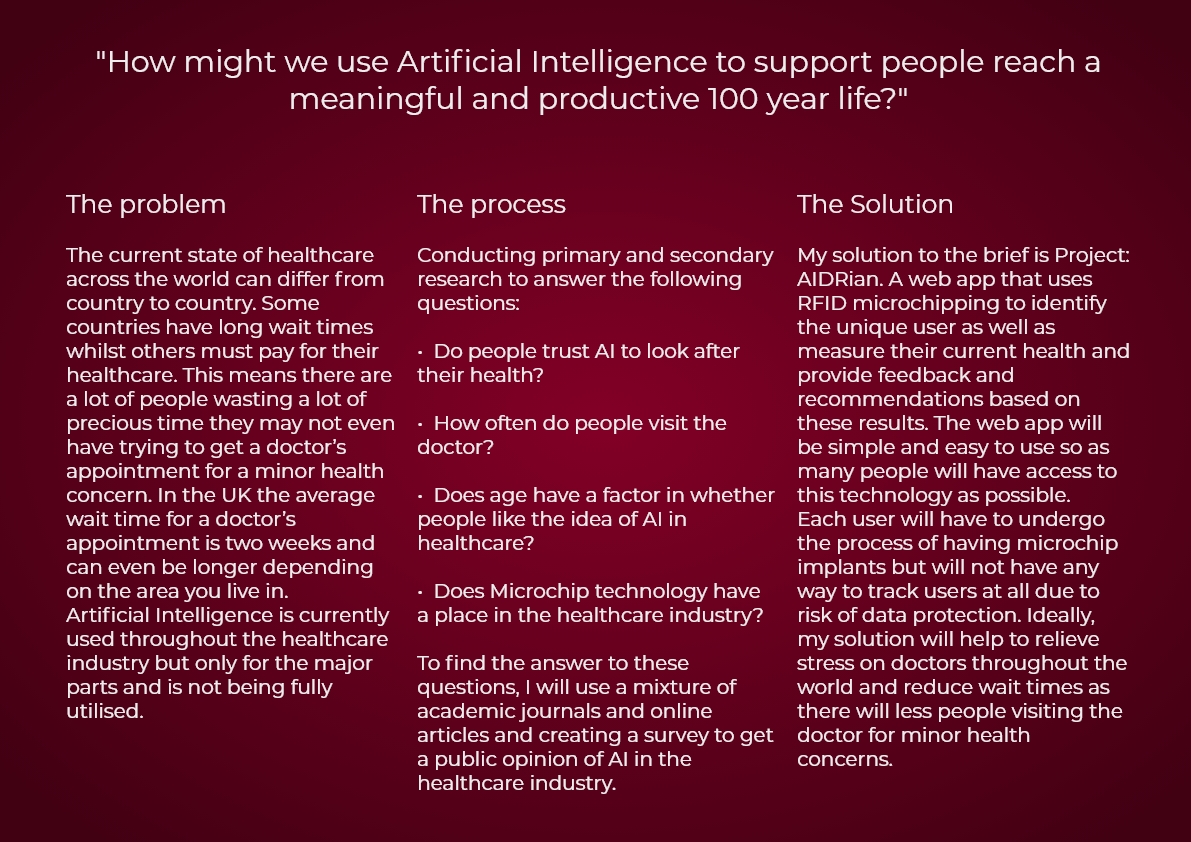 "How might we use Artificial Intelligence to support people reach a
meaningful and productive 100 year life?"
The problem
The current state of healthcare
across the world can differ from
country to country. Some
countries have long wait times
whilst others must pay for their
healthcare. This means there are
a lot of people wasting a lot of
precious time they may not even
have trying to get a doctor’s
appointment for a minor health
concern. In the UK the average
wait time for a doctor’s
appointment is two weeks and
can even be longer depending
on the area you live in.
Artificial Intelligence is currently
used throughout the healthcare
industry but only for the major
parts and is not being fully
utilised.
The process
Conducting primary and secondary
research to answer the following
questions:
• Do people trust AI to look after
their health?
• How often do people visit the
doctor?
• Does age have a factor in whether
people like the idea of AI in
healthcare?
• Does Microchip technology have
a place in the healthcare industry?
To find the answer to these
questions, I will use a mixture of
academic journals and online
articles and creating a survey to get
a public opinion of AI in the
healthcare industry.
The Solution
My solution to the brief is Project:
AIDRian. A web app that uses
RFID microchipping to identify
the unique user as well as
measure their current health and
provide feedback and
recommendations based on
these results. The web app will
be simple and easy to use so as
many people will have access to
this technology as possible.
Each user will have to undergo
the process of having microchip
implants but will not have any
way to track users at all due to
risk of data protection. Ideally,
my solution will help to relieve
stress on doctors throughout the
world and reduce wait times as
there will less people visiting the
doctor for minor health
concerns.